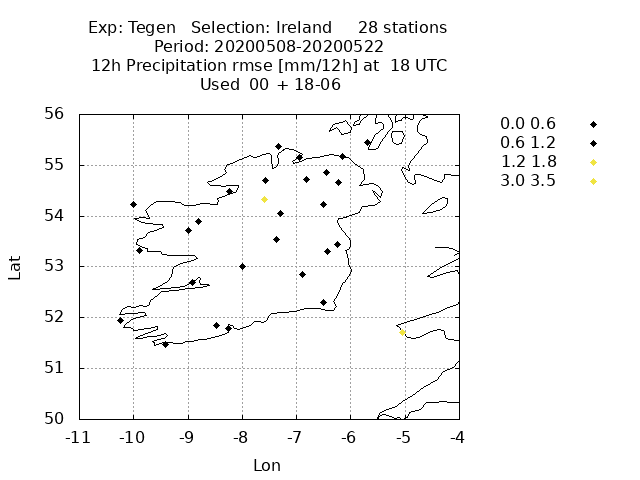 Exp: Tegen   Selection: Ireland     28 stations
Period: 20200508-20200522
12h Precipitation rmse [mm/12h] at  18 UTC
Used  00 + 18-06
0.0 0.6
0.6 1.2
1.2 1.8
3.0 3.5
56
55
54
53
52
51
50
Lat
-11 -10 -9 -8 -7 -6 -5 -4
Lon